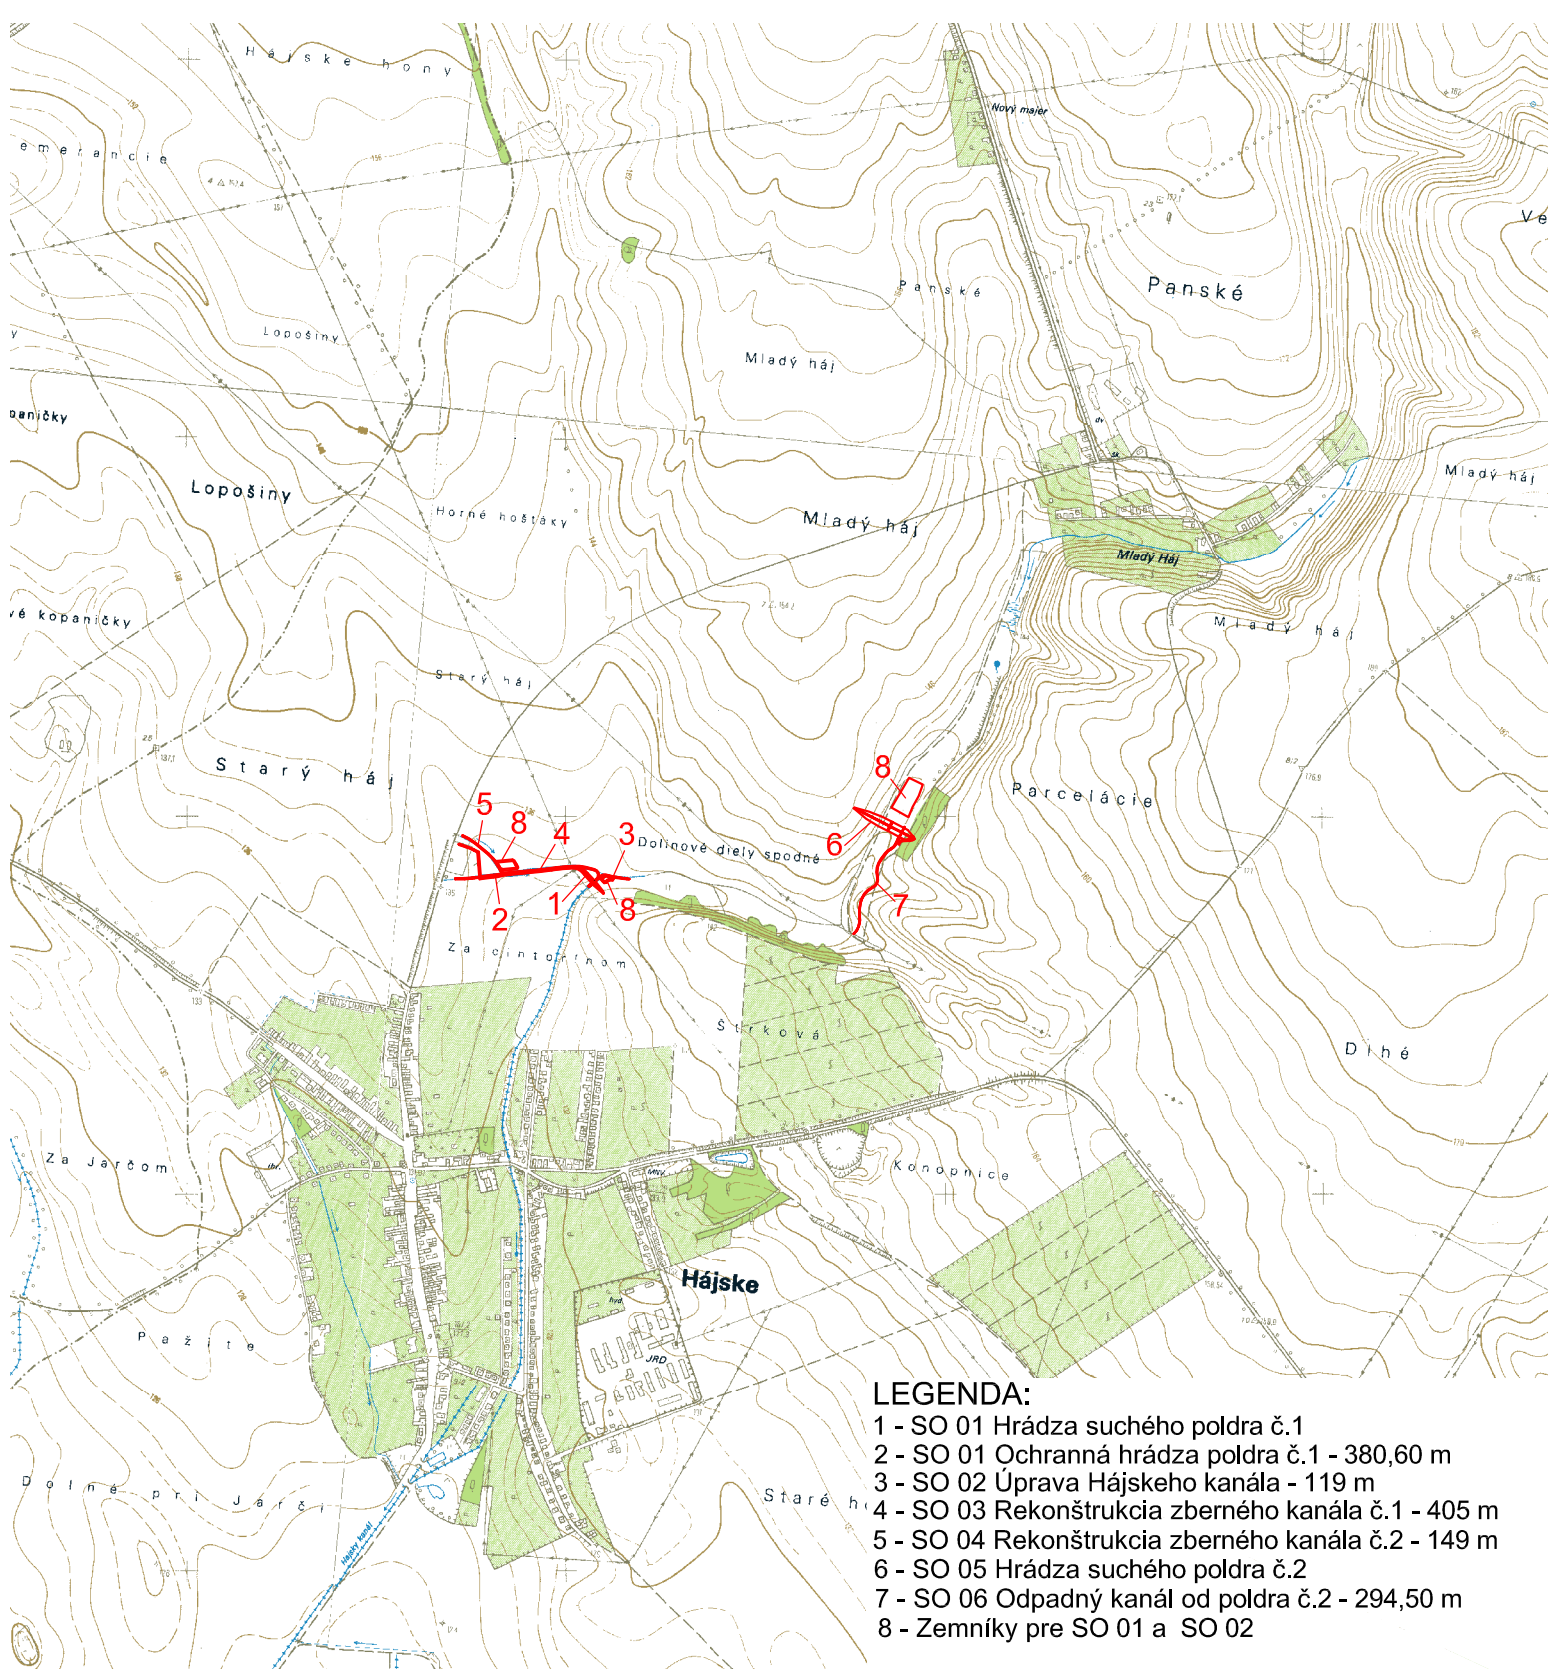 Hájske hony
Nový majer
Panské
Panské
Lopošiny
Mladý háj
Lopošiny
Horné hošťáky
Mladý háj
Mladý háj
Mladý Háj
Mladý háj
Starý háj
Starý háj
Parcelácie
8
5
8
4
3
6
Dolinové diely spodné
2
1
8
7
Za cintorínom
Štrková
Dlhé
Za Jarčom
MNV
Konopnice
Hájske
Pažite
hvd.
JRD
Dolné pri Jarči
Hájsky kanál
LEGENDA:
1 - SO 01 Hrádza suchého poldra č.1
2 - SO 01 Ochranná hrádza poldra č.1 - 380,60 m
3 - SO 02 Úprava Hájskeho kanála - 119 m
4 - SO 03 Rekonštrukcia zberného kanála č.1 - 405 m
5 - SO 04 Rekonštrukcia zberného kanála č.2 - 149 m
6 - SO 05 Hrádza suchého poldra č.2
7 - SO 06 Odpadný kanál od poldra č.2 - 294,50 m
8 - Zemníky pre SO 01 a SO 02